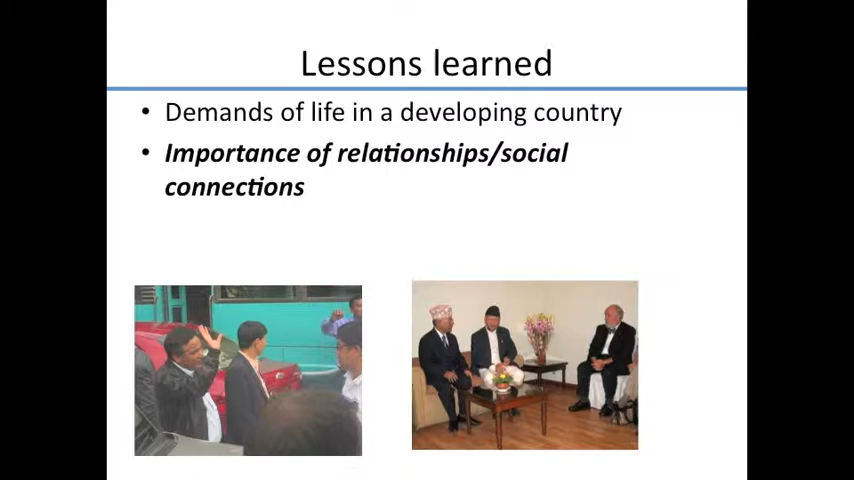 Lessons learned
• Demands of life in a developing country
• Importance of relationships/social
connections